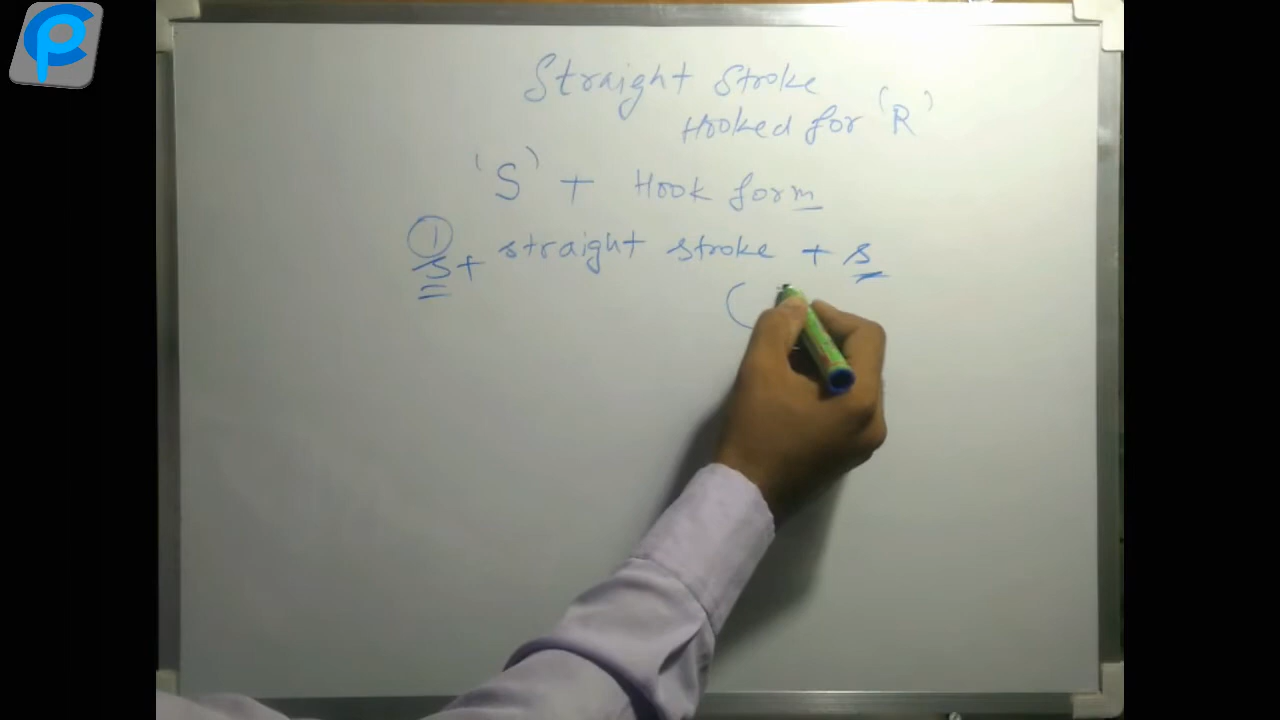 Straight Stroke
Hooked for 'R'
'S' + Hook form
①
s + straight stroke + s
(